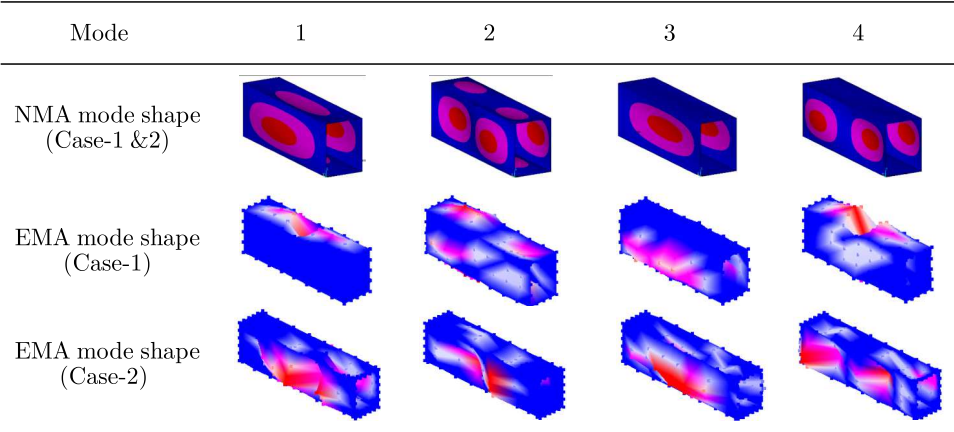 Mode 1 2 3 4
NMA mode shape
(Case-1 &2)
EMA mode shape
(Case-1)
EMA mode shape
(Case-2)